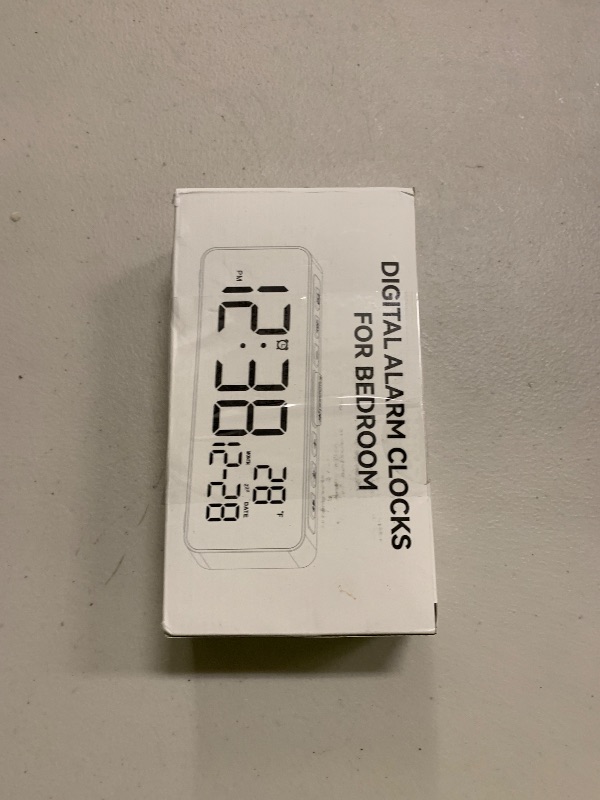 DIGITAL ALARM CLOCKS
FOR BEDROOM
PM
12:38
28 °F
DATE
12-28